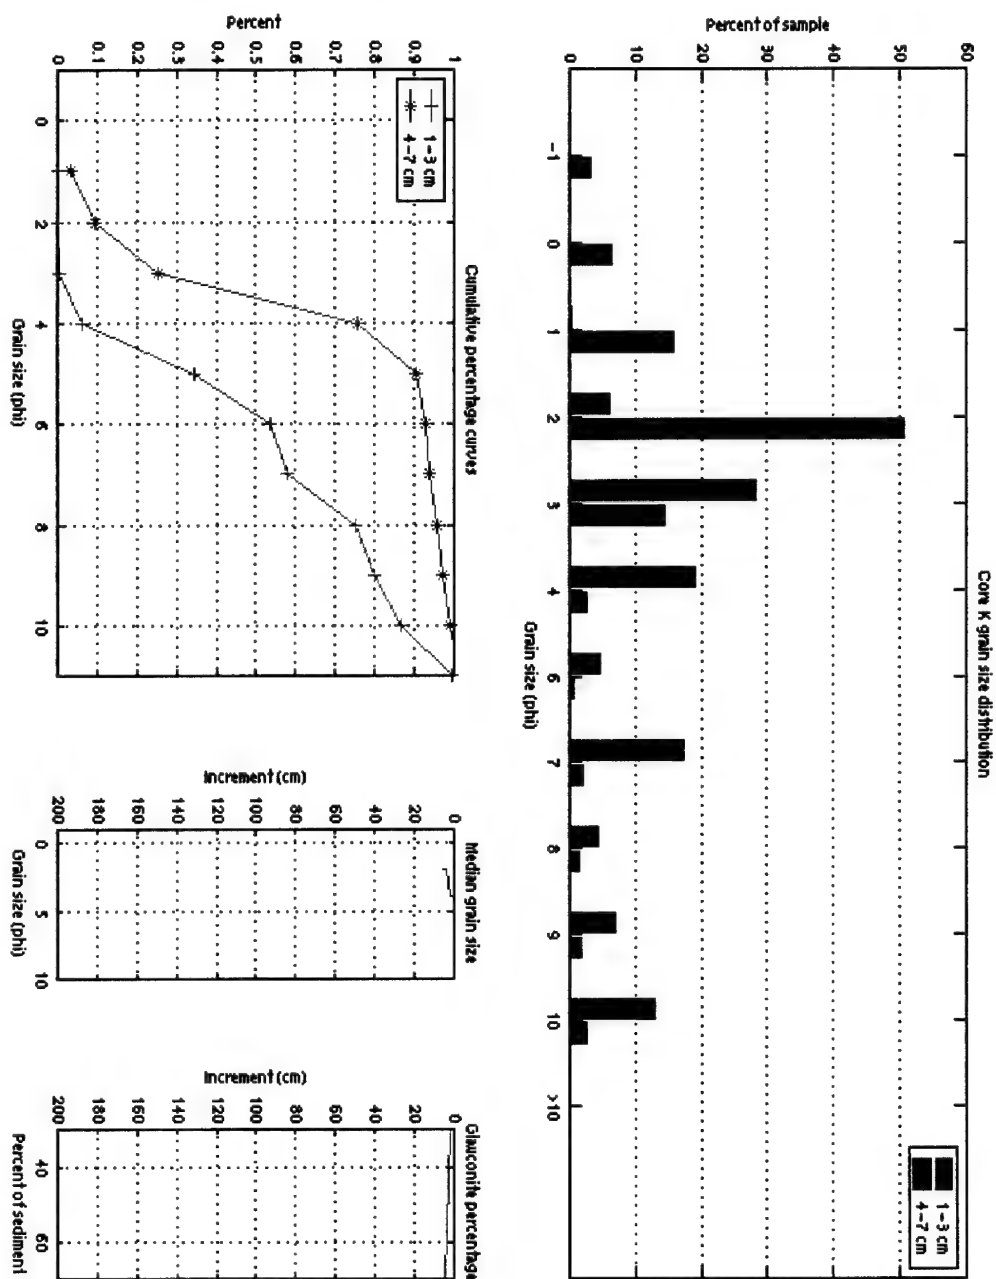 Core K grain size distribution
Percent of sample
60
50
40
30
20
10
0
-1 0 1 2 3 4 6 7 8 9 10 >10
Grain size (phi)
1-3 cm
4-7 cm
Cumulative percentage curves
Percent
1
0.9
0.8
0.7
0.6
0.5
0.4
0.3
0.2
0.1
0
0 2 4 6 8 10
Grain size (phi)
1-3 cm
4-7 cm
Median grain size
Increment (cm)
0
20
40
60
80
100
120
140
160
180
200
0 5 10
Grain size (phi)
Glauconite percentage
Increment (cm)
0
20
40
60
80
100
120
140
160
180
200
40 60
Percent of sediment